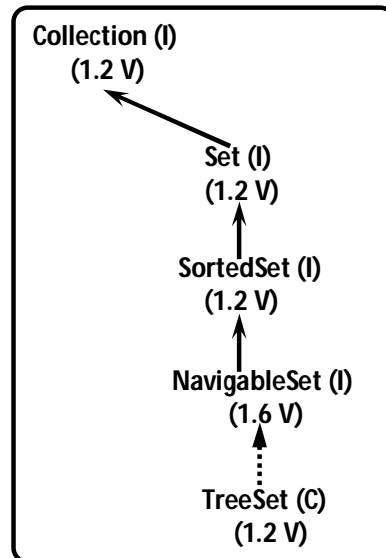 Collection (I)
(1.2 V)
Set (I)
(1.2 V)
SortedSet (I)
(1.2 V)
NavigableSet (I)
(1.6 V)
TreeSet (C)
(1.2 V)